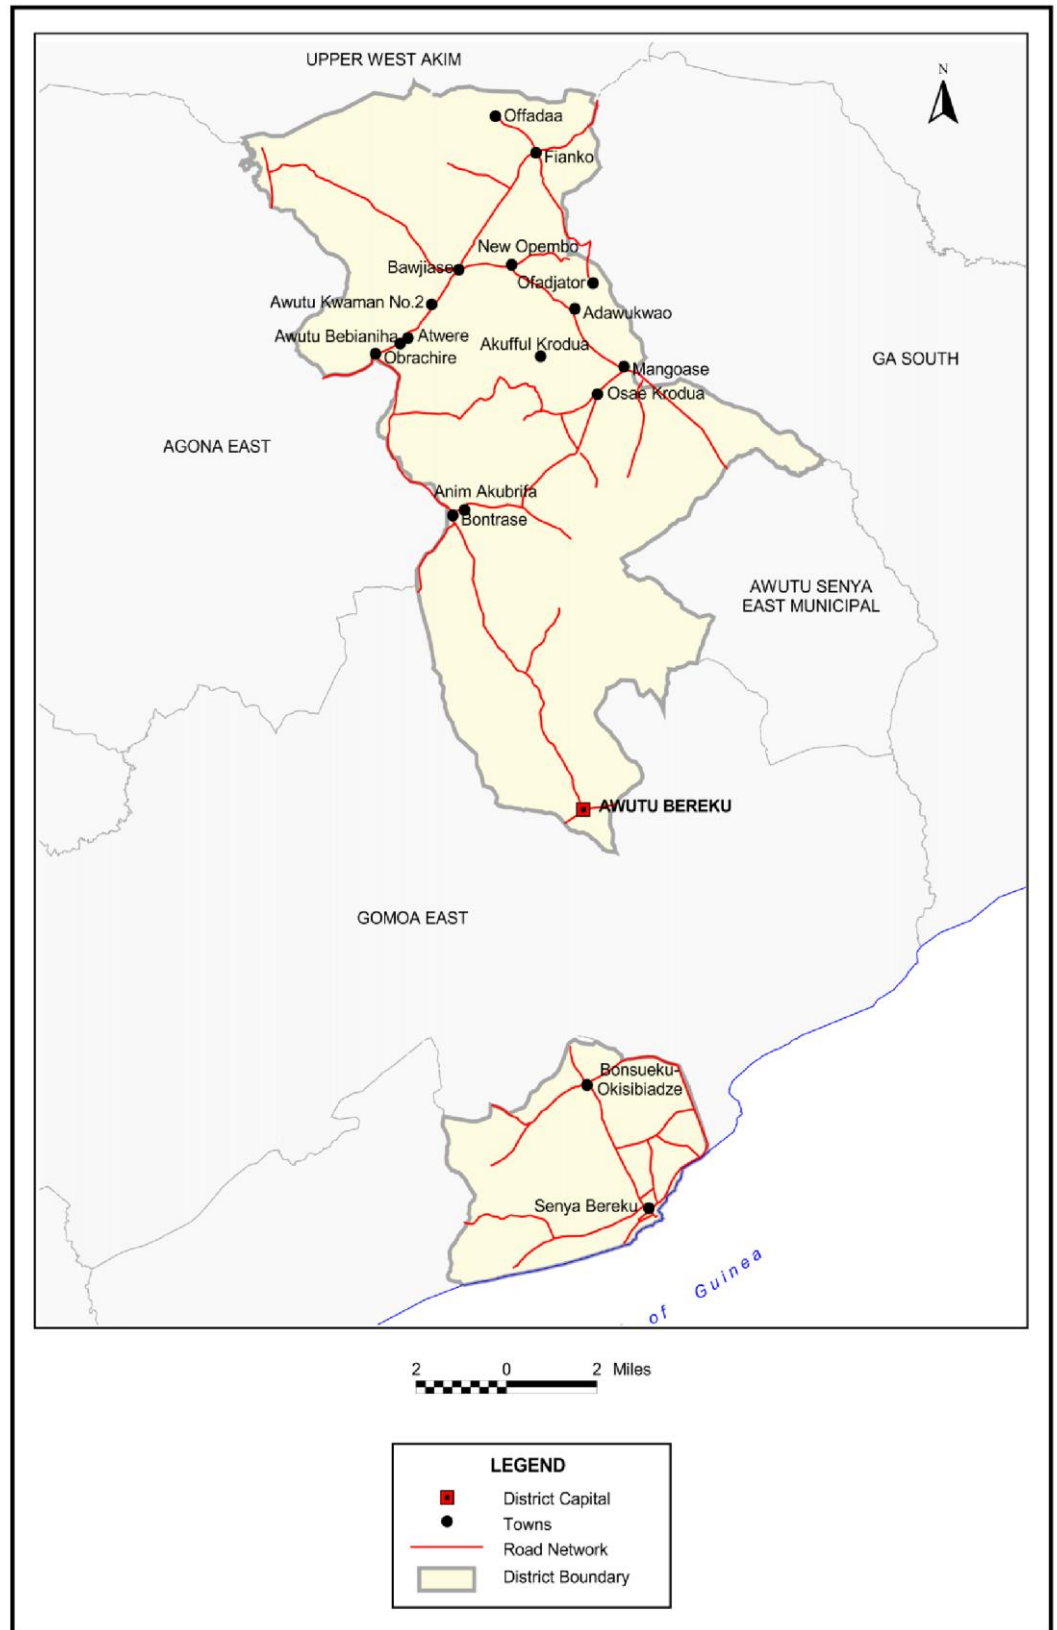 UPPER WEST AKIM
N
Offadaa
Fianko
New Opembo
Bawjiase
Ofadjator
Awutu Kwaman No.2
Adawukwao
Awutu Bebianiha
Atwere
Akufful Krodua
Obrachire
GA SOUTH
Mangoase
Osae Krodua
AGONA EAST
Anim Akubrifa
Bontrase
AWUTU SENYA
EAST MUNICIPAL
AWUTU BEREKU
GOMOA EAST
Bonsueku-
Okisibiadze
Senya Bereku
of Guinea
2 0 2 Miles
LEGEND
District Capital
Towns
Road Network
District Boundary